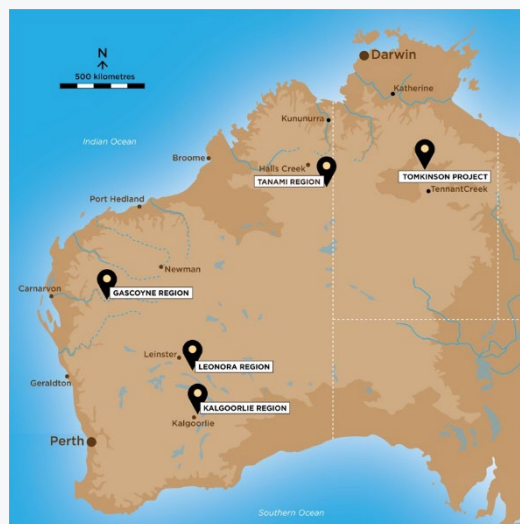 N
500 kilometres
Darwin
Katherine
Kununurra
Indian Ocean
Broome
Halls Creek
TANAMI REGION
TOMKINSON PROJECT
TennantCreek
Port Hedland
Newman
Carnarvon
GASCOYNE REGION
Leinster
LEONORA REGION
Geraldton
KALGOORLIE REGION
Kalgoorlie
Perth
Southern Ocean